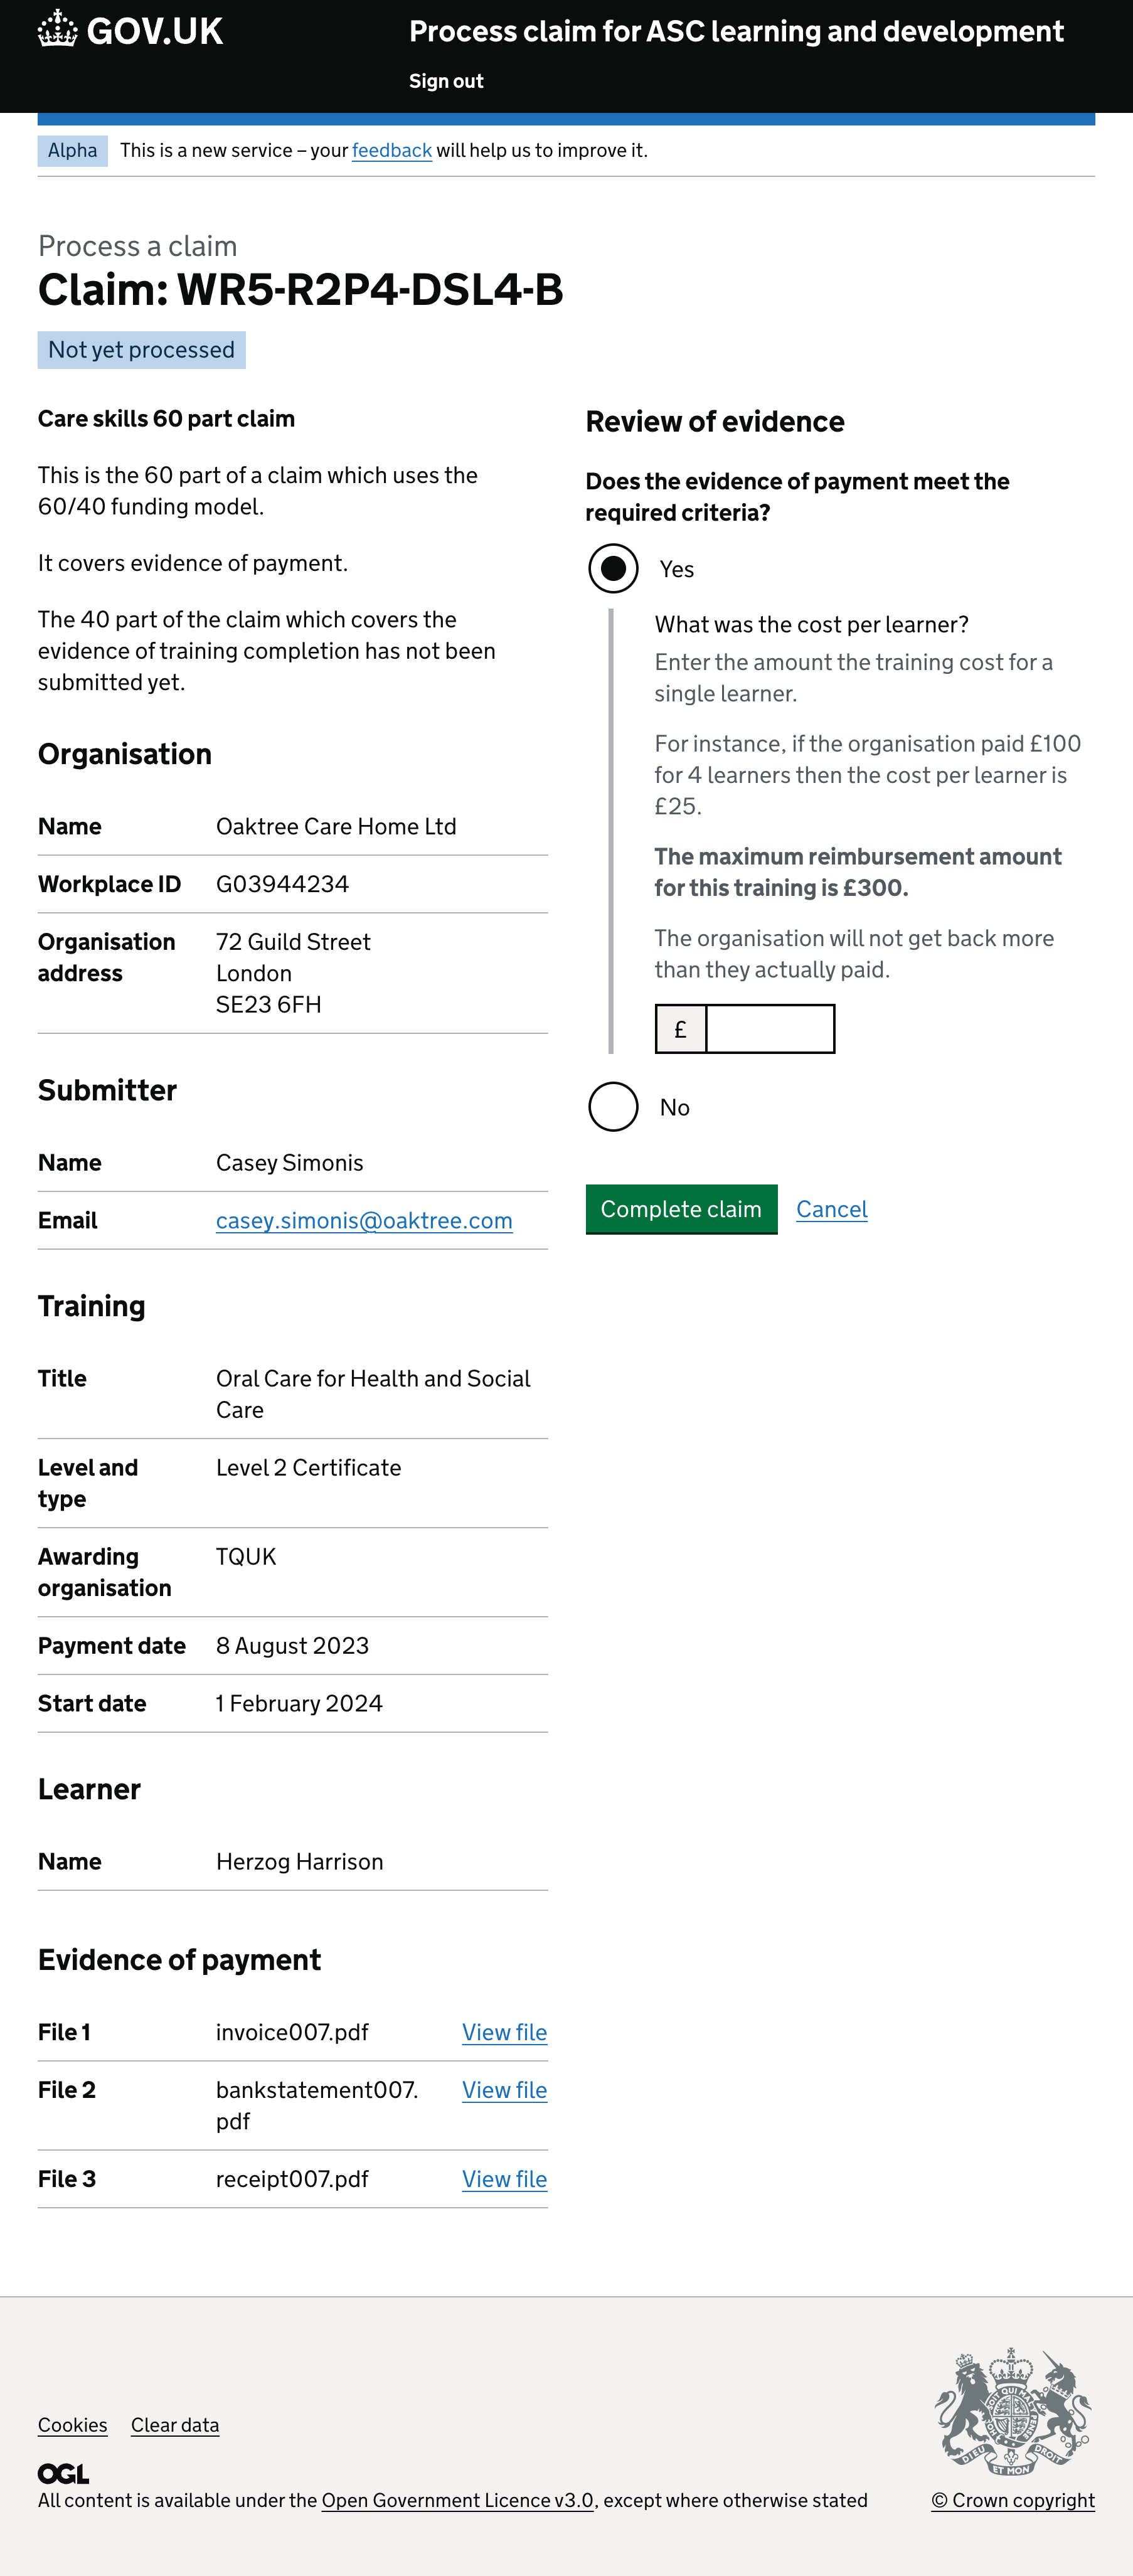 GOV.UK
Process claim for ASC learning and development
Sign out
Alpha
This is a new service – your feedback will help us to improve it.
Process a claim
Claim: WR5-R2P4-DSL4-B
Not yet processed
Care skills 60 part claim
This is the 60 part of a claim which uses the
60/40 funding model.
It covers evidence of payment.
The 40 part of the claim which covers the
evidence of training completion has not been
submitted yet.
Organisation
Name Oaktree Care Home Ltd
Workplace ID G03944234
Organisation
address
72 Guild Street
London
SE23 6FH
Submitter
Name Casey Simonis
Email casey.simonis@oaktree.com
Training
Title
Oral Care for Health and Social
Care
Level and
type
Level 2 Certificate
Awarding
organisation
TQUK
Payment date 8 August 2023
Start date 1 February 2024
Learner
Name Herzog Harrison
Evidence of payment
File 1 invoice007.pdf View file
File 2 bankstatement007. View file
pdf
File 3 receipt007.pdf View file
Review of evidence
Does the evidence of payment meet the
required criteria?
Yes
What was the cost per learner?
Enter the amount the training cost for a
single learner.
For instance, if the organisation paid £100
for 4 learners then the cost per learner is
£25.
The maximum reimbursement amount
for this training is £300.
The organisation will not get back more
than they actually paid.
£
No
Complete claim Cancel
Cookies Clear data
OGL
All content is available under the Open Government Licence v3.0, except where otherwise stated
DIEU ET MON DROIT
© Crown copyright